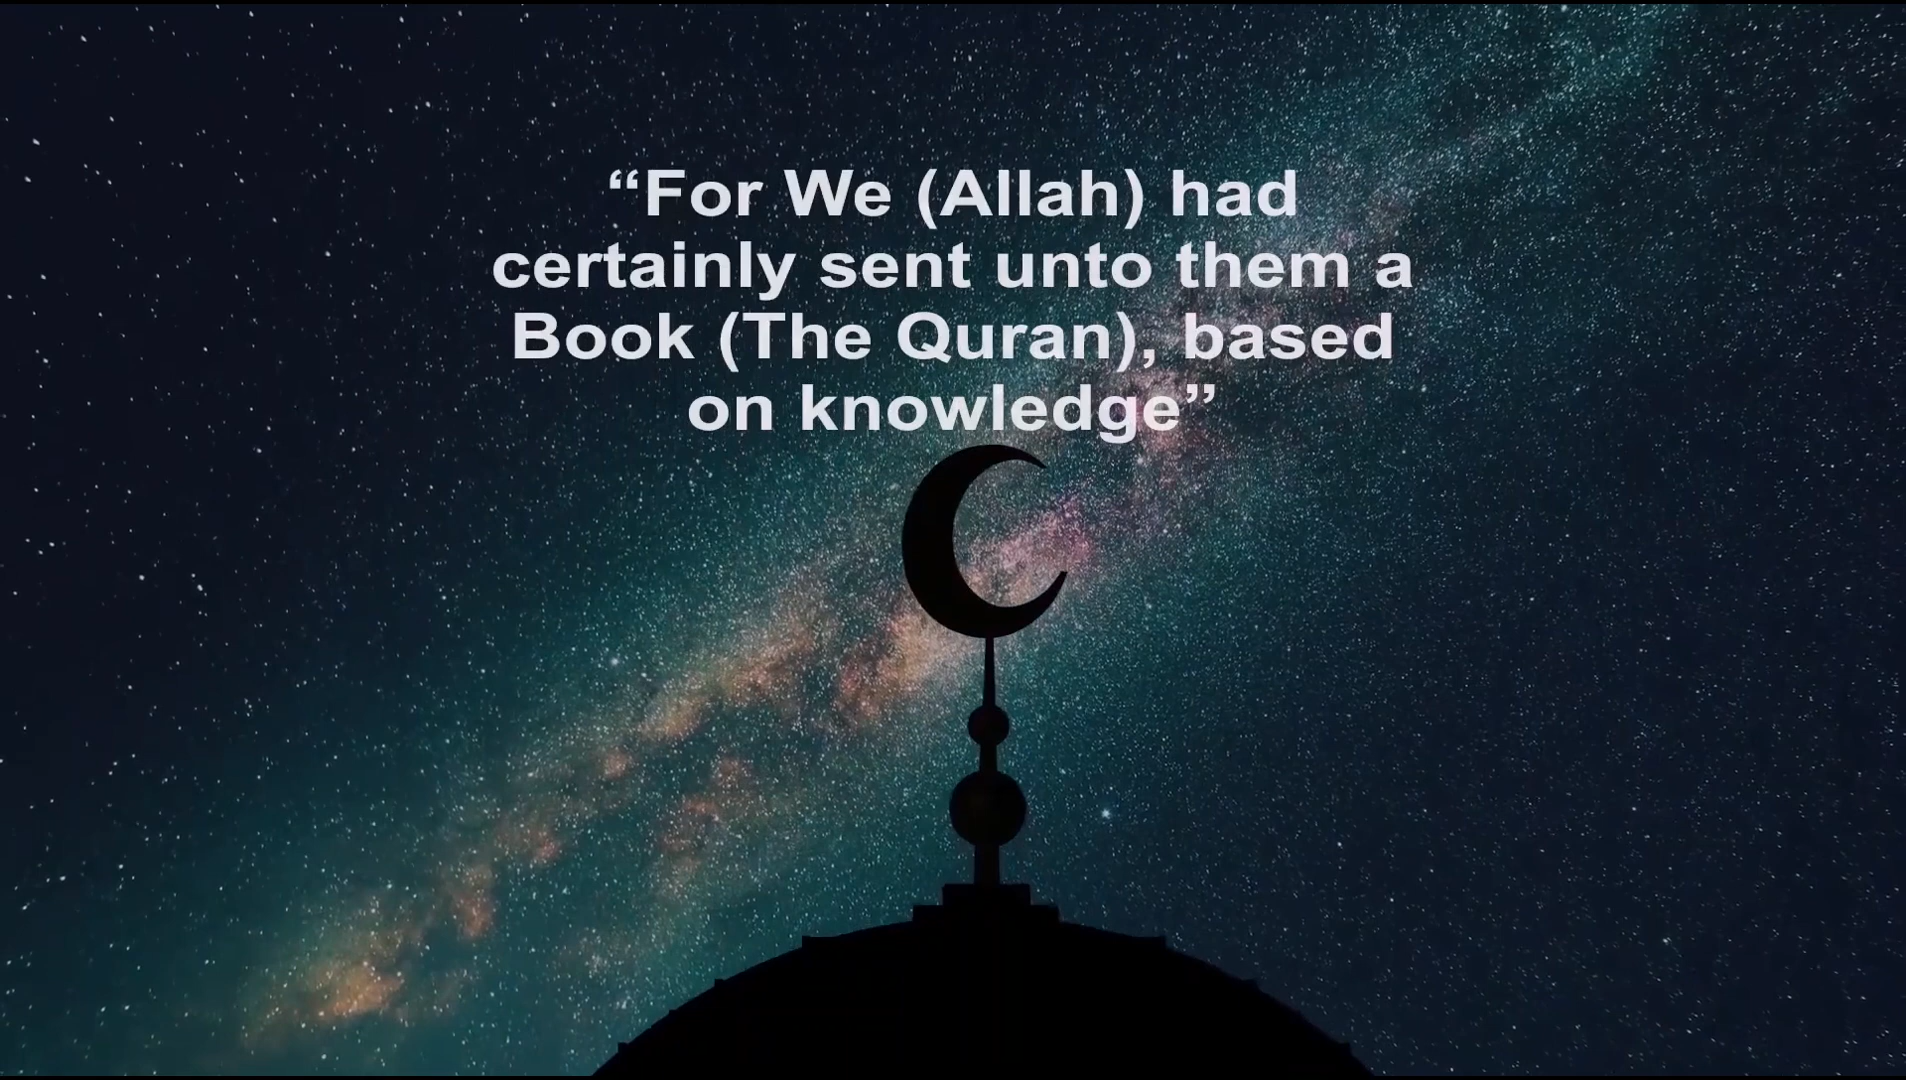 “For We (Allah) had
certainly sent unto them a
Book (The Quran), based
on knowledge”